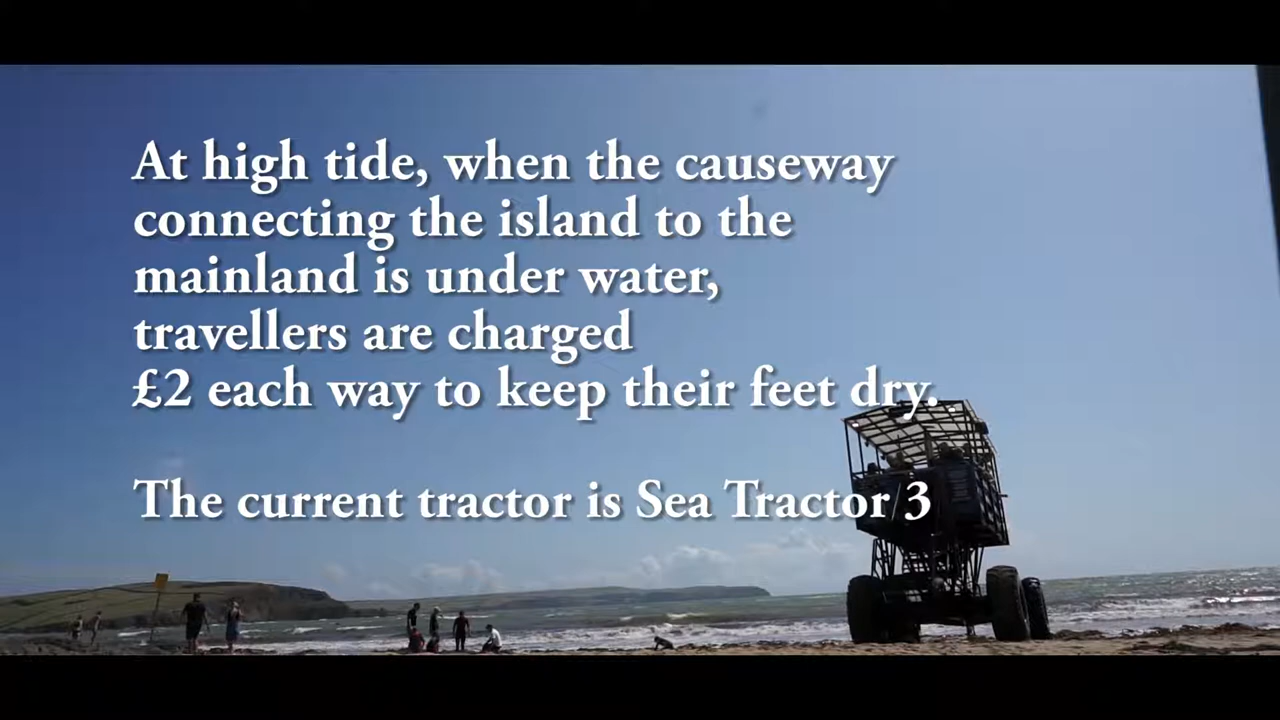 At high tide, when the causeway
connecting the island to the
mainland is under water,
travellers are charged
£2 each way to keep their feet dry.
The current tractor is Sea Tractor 3